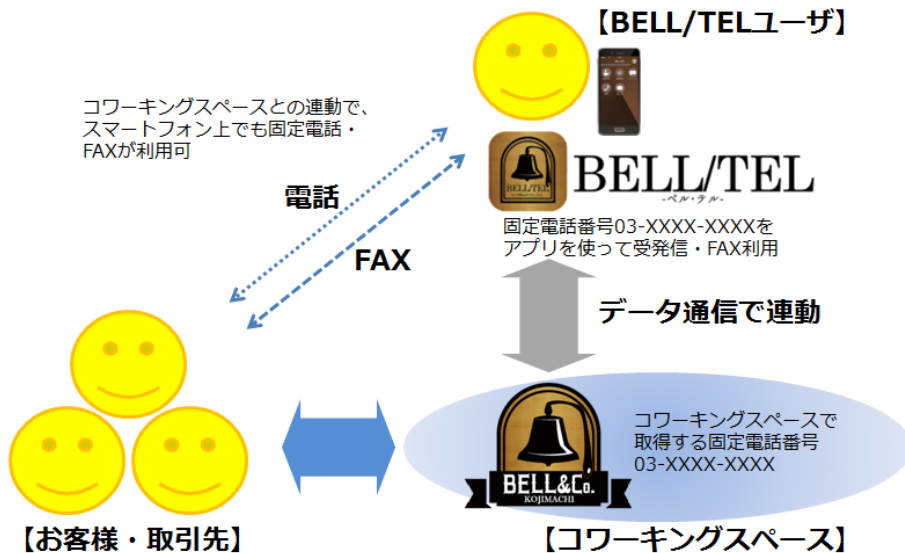 【BELL/TELユーザ】
コワーキングスペースとの連動で、
スマートフォン上でも固定電話・
FAXが利用可
電話
FAX
BELL/TEL
BELL/TEL
-ベル・テル-
固定電話番号03-XXXX-XXXXを
アプリを使って受発信・FAX利用
データ通信で連動
コワーキングスペースで
取得する固定電話番号
03-XXXX-XXXX
BELL&Co.
KOJIMACHI
【お客様・取引先】
【コワーキングスペース】